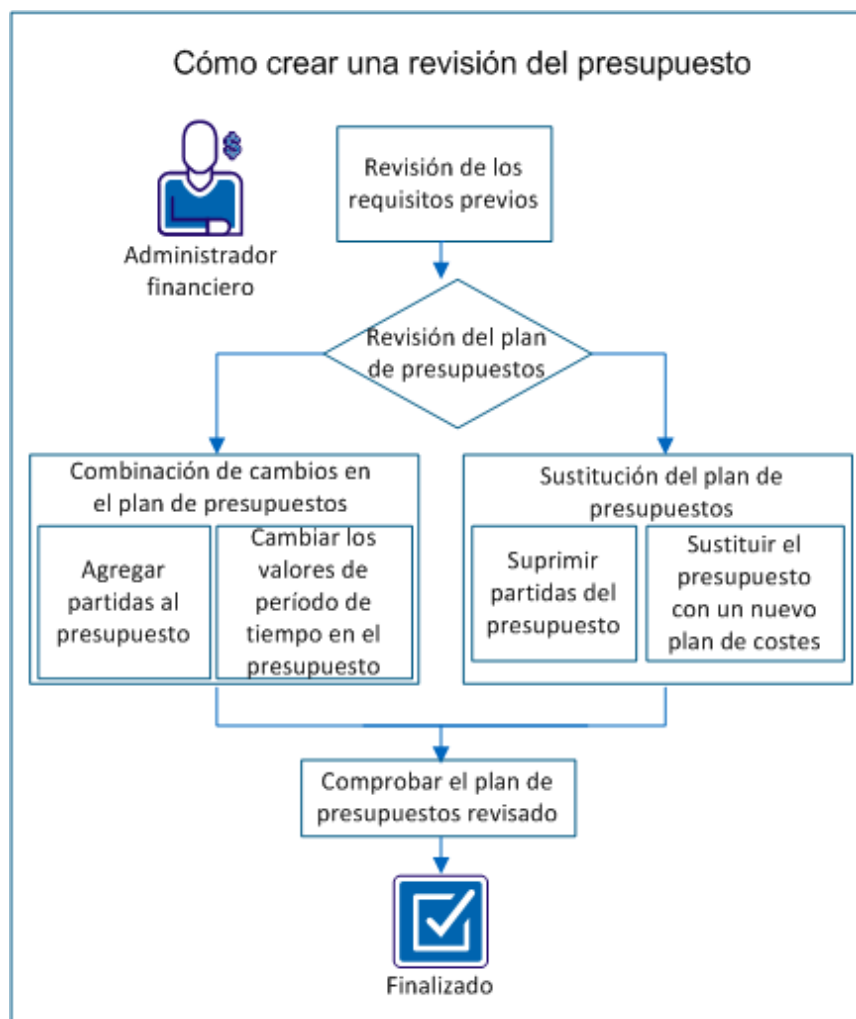 Cómo crear una revisión del presupuesto
Administrador
financiero
Revisión de los
requisitos previos
Revisión del plan
de presupuestos
Combinación de cambios en
el plan de presupuestos
Agregar
partidas al
presupuesto
Cambiar los
valores de
período de
tiempo en el
presupuesto
Sustitución del plan de
presupuestos
Suprimir
partidas del
presupuesto
Sustituir el
presupuesto
con un nuevo
plan de costes
Comprobar el plan de
presupuestos revisado
Finalizado